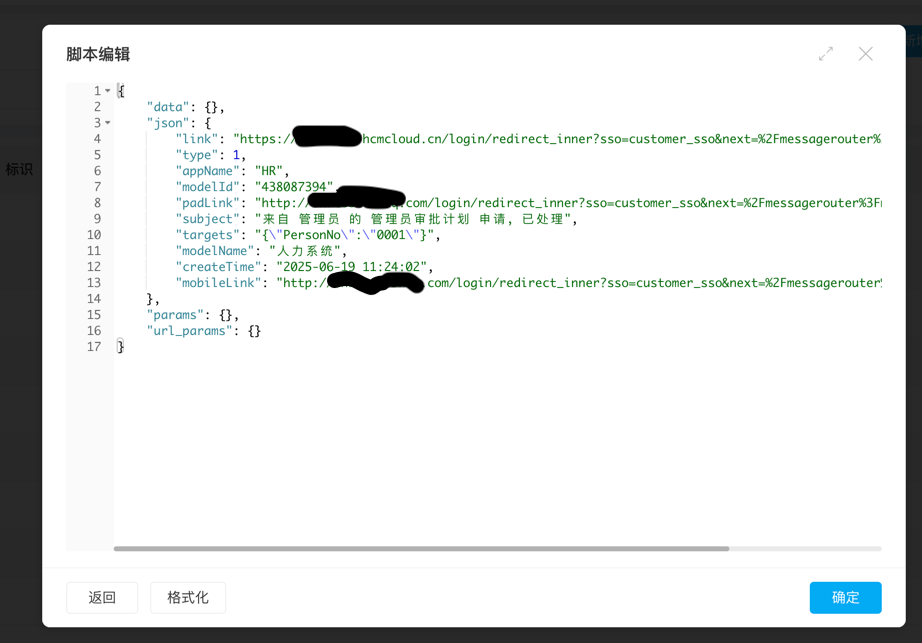 脚本编辑
标识
1 {
2 "data": {},
3 "json": {
4 "link": "https:/ hcmcloud.cn/login/redirect_inner?sso=customer_sso&next=%2Fmessagerouter%
5 "type": 1,
6 "appName": "HR",
7 "modelId": "438087394",
8 "padLink": "http:/ .com/login/redirect_inner?sso=customer_sso&next=%2Fmessagerouter%3F
9 "subject": "来自 管理员 的 管理员审批计划 申请，已处理",
10 "targets": "{\"PersonNo\":\"0001\"}",
11 "modelName": "人力系统",
12 "createTime": "2025-06-19 11:24:02",
13 "mobileLink": "http:/ .com/login/redirect_inner?sso=customer_sso&next=%2Fmessagerouter
14 },
15 "params": {},
16 "url_params": {}
17 }
返回 格式化 确定